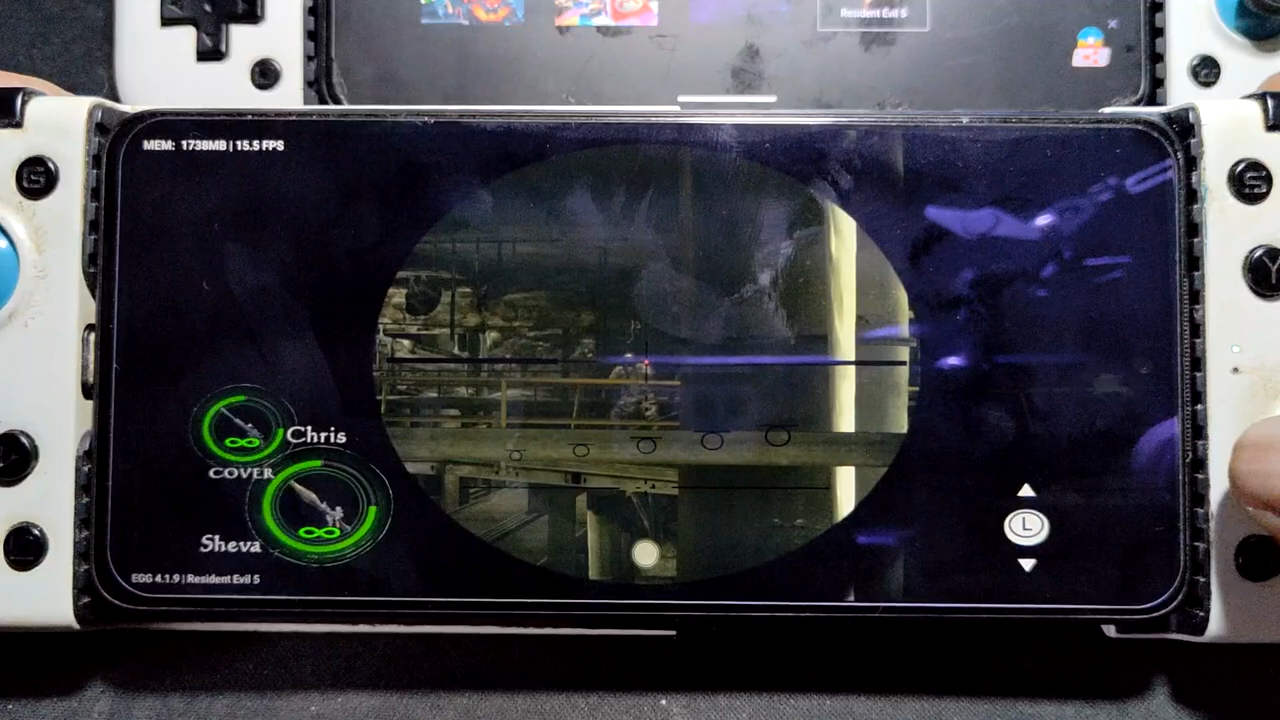 Resident Evil 5
MEM: 1738MB | 15.5 FPS
G
S
Y
Chris
COVER
Sheva
L
EGG 4.1.9 | Resident Evil 5